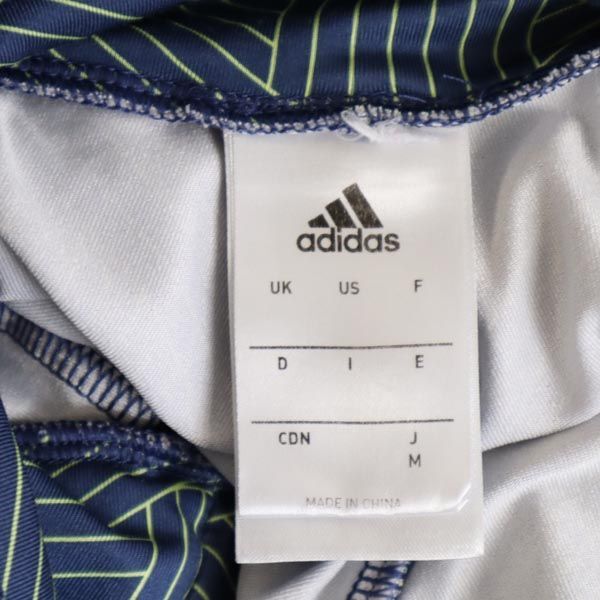 adidas
UK US F
D I E
CDN J
M
MADE IN CHINA